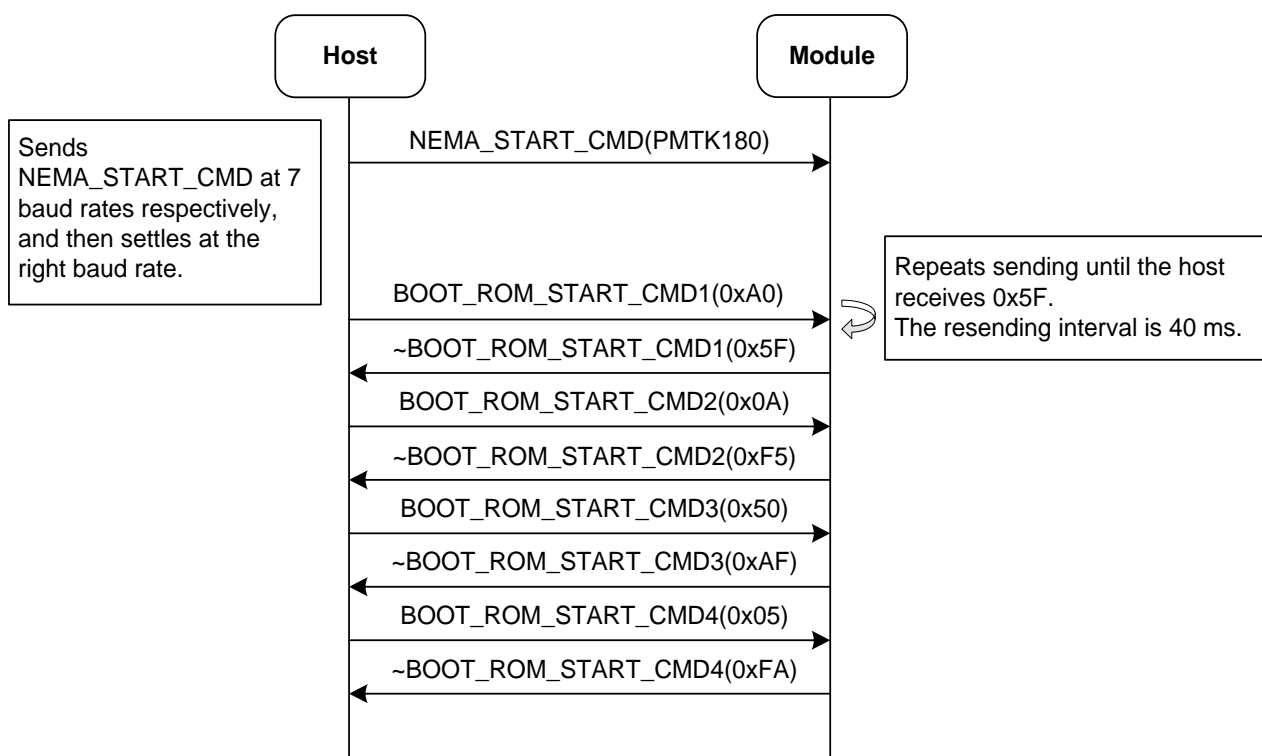 Host
Module
Sends
NEMA_START_CMD at 7
baud rates respectively,
and then settles at the
right baud rate.
NEMA_START_CMD(PMTK180)
Repeats sending until the host
receives 0x5F.
The resending interval is 40 ms.
BOOT_ROM_START_CMD1(0xA0)
~BOOT_ROM_START_CMD1(0x5F)
BOOT_ROM_START_CMD2(0x0A)
~BOOT_ROM_START_CMD2(0xF5)
BOOT_ROM_START_CMD3(0x50)
~BOOT_ROM_START_CMD3(0xAF)
BOOT_ROM_START_CMD4(0x05)
~BOOT_ROM_START_CMD4(0xFA)